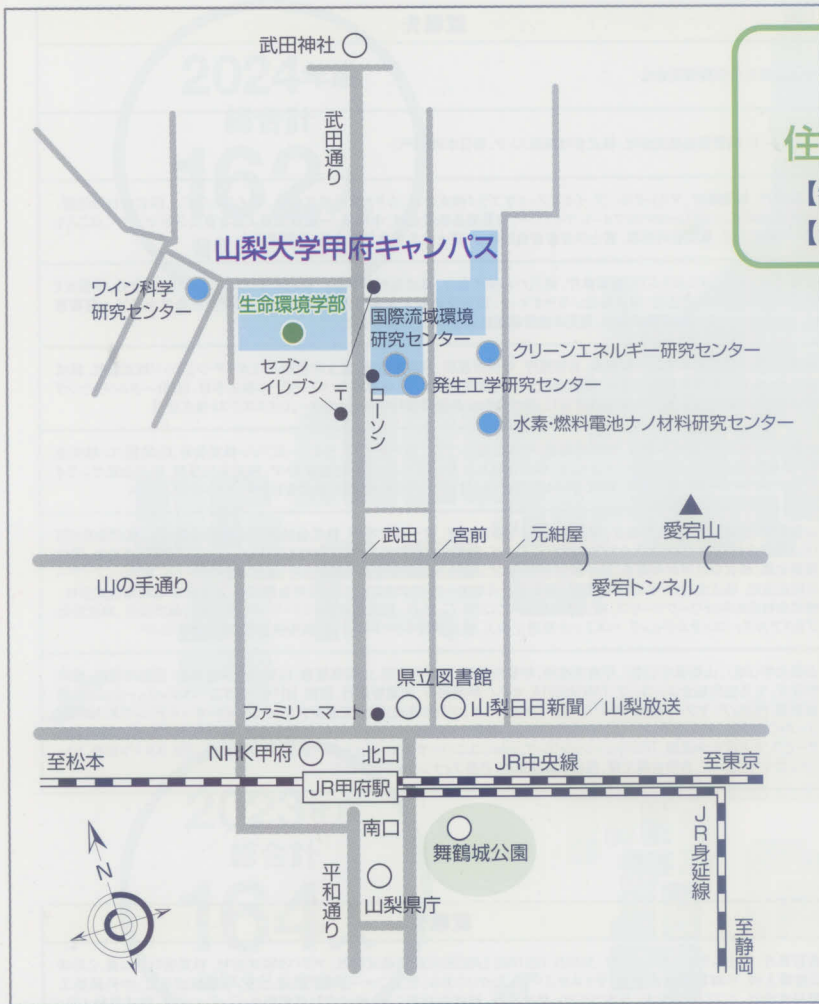 武田神社
武田通り
住
【
【
山梨大学甲府キャンパス
ワイン科学
研究センター
生命環境学部
国際流域環境
研究センター
クリーンエネルギー研究センター
セブン
イレブン
〒
ローソン
発生工学研究センター
水素・燃料電池ナノ材料研究センター
愛宕山
武田
宮前
元紺屋
山の手通り
愛宕トンネル
県立図書館
ファミリーマート
山梨日日新聞／山梨放送
NHK甲府
北口
至松本
JR中央線
至東京
JR甲府駅
南口
舞鶴城公園
JR身延線
平和通り
山梨県庁
至静岡
N
2024
162